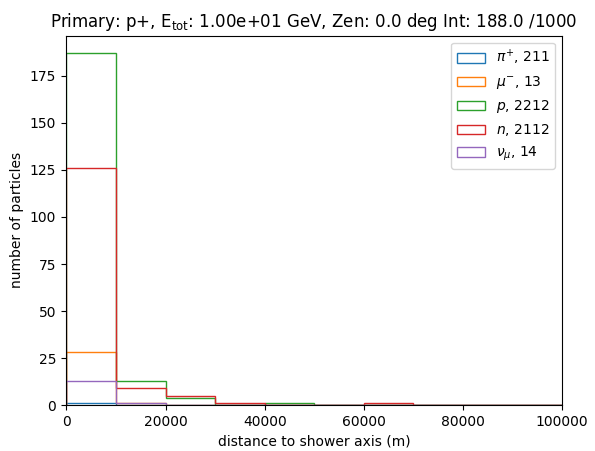 Primary: p+, E_tot: 1.00e+01 GeV, Zen: 0.0 deg Int: 188.0 /1000
π⁺, 211
μ⁻, 13
p, 2212
n, 2112
ν_μ, 14
number of particles
175
150
125
100
75
50
25
0
0 20000 40000 60000 80000 100000
distance to shower axis (m)